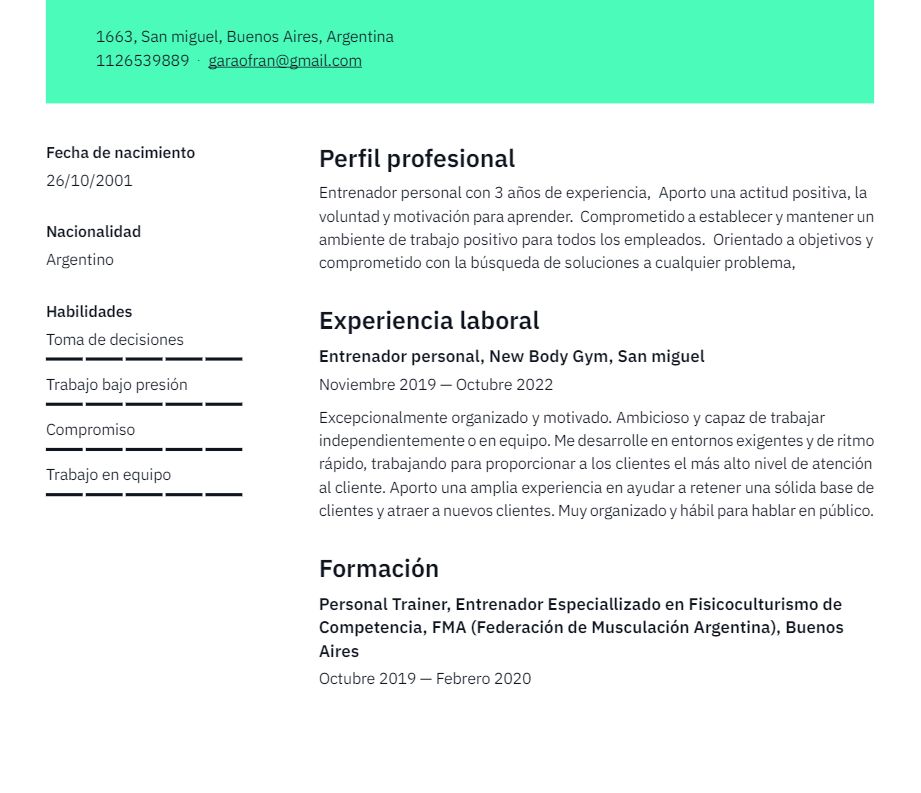 1663, San miguel, Buenos Aires, Argentina
1126539889 · garaofran@gmail.com
Fecha de nacimiento
26/10/2001
Nacionalidad
Argentino
Habilidades
Toma de decisiones
Trabajo bajo presión
Compromiso
Trabajo en equipo
Perfil profesional
Entrenador personal con 3 años de experiencia, Aporto una actitud positiva, la
voluntad y motivación para aprender. Comprometido a establecer y mantener un
ambiente de trabajo positivo para todos los empleados. Orientado a objetivos y
comprometido con la búsqueda de soluciones a cualquier problema,
Experiencia laboral
Entrenador personal, New Body Gym, San miguel
Noviembre 2019 — Octubre 2022
Excepcionalmente organizado y motivado. Ambicioso y capaz de trabajar
independientemente o en equipo. Me desarrolle en entornos exigentes y de ritmo
rápido, trabajando para proporcionar a los clientes el más alto nivel de atención
al cliente. Aporto una amplia experiencia en ayudar a retener una sólida base de
clientes y atraer a nuevos clientes. Muy organizado y hábil para hablar en público.
Formación
Personal Trainer, Entrenador Especiallizado en Fisicoculturismo de
Competencia, FMA (Federación de Musculación Argentina), Buenos
Aires
Octubre 2019 — Febrero 2020